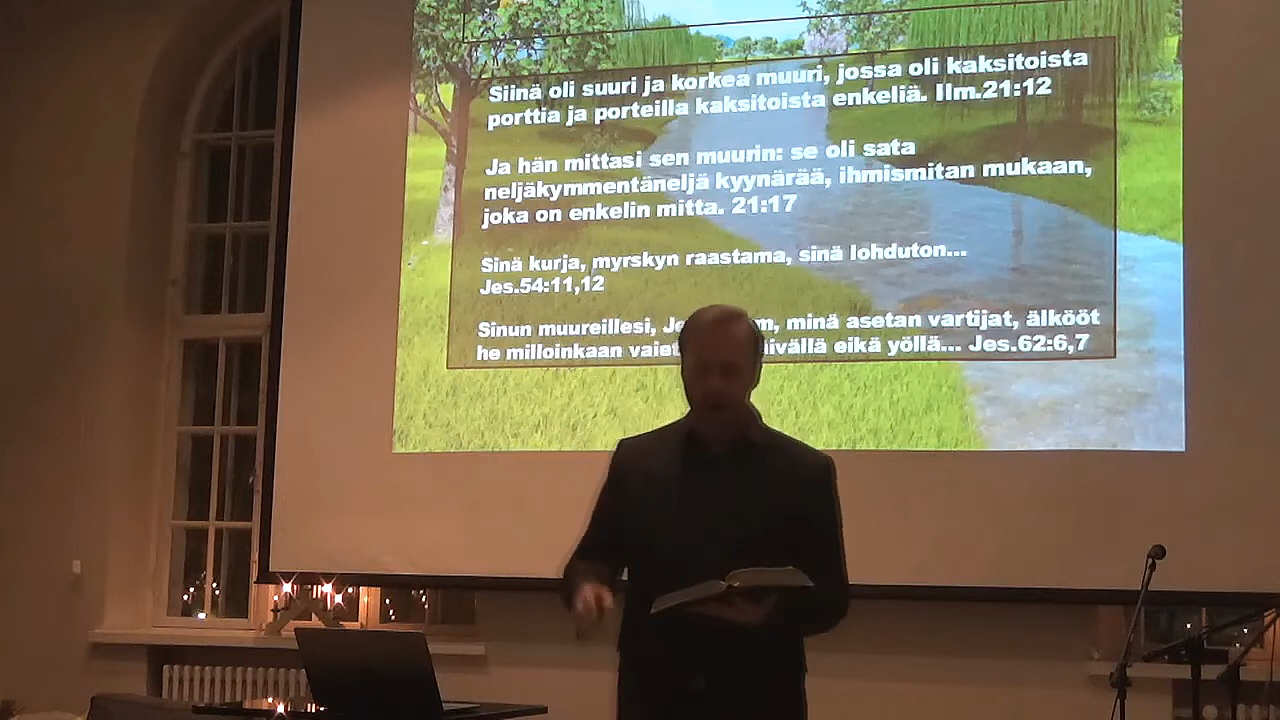 Siinä oli suuri ja korkea muuri, jossa oli kaksitoista
porttia ja porteilla kaksitoista enkeliä. Ilm.21:12
Ja hän mittasi sen muurin: se oli sata
neljäkymmentäneljä kyynärää, ihmismitan mukaan,
joka on enkelin mitta. 21:17
Sinä kurja, myrskyn raastama, sinä lohduton...
Jes.54:11,12
Sinun muureillesi, minä asetan vartijat, älkööt
he milloinkaan eikä yöllä... Jes.62:6,7